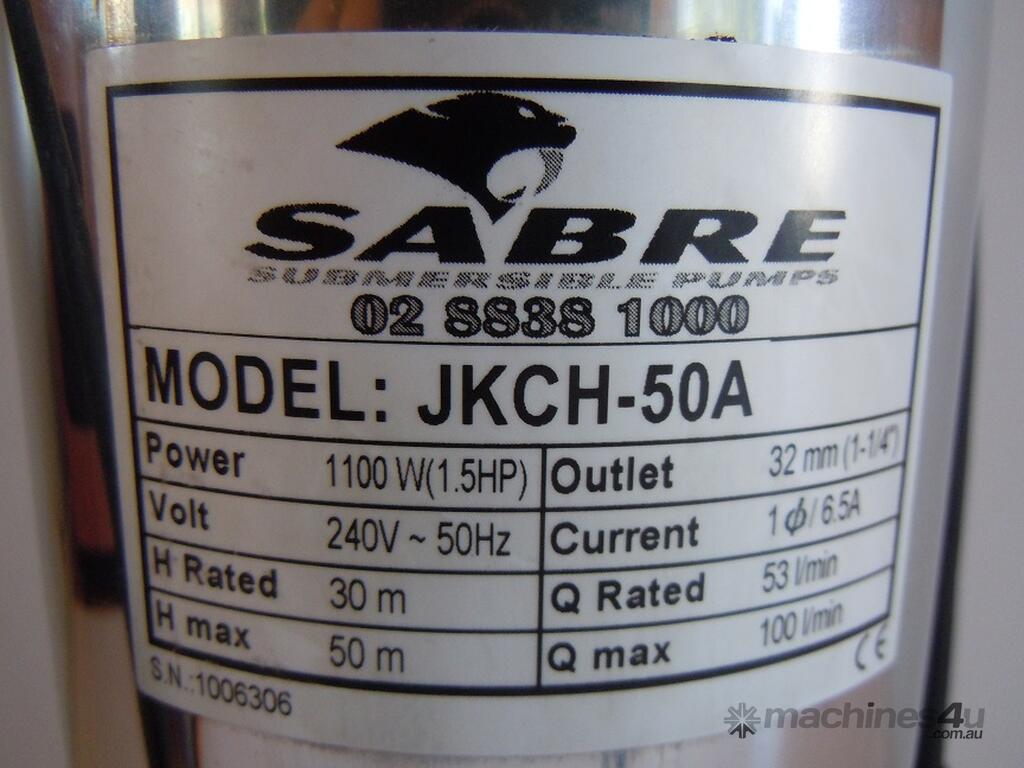 SABRE
SUBMERSIBLE PUMPS
02 8838 1000
MODEL: JKCH-50A
Power 1100 W(1.5HP) Outlet 32 mm (1-1/4")
Volt 240V ~ 50Hz Current 1 ϕ / 6.5A
H Rated 30 m Q Rated 53 l/min
H max 50 m Q max 100 l/min
S.N.:1006306 CE
machines4u
.com.au